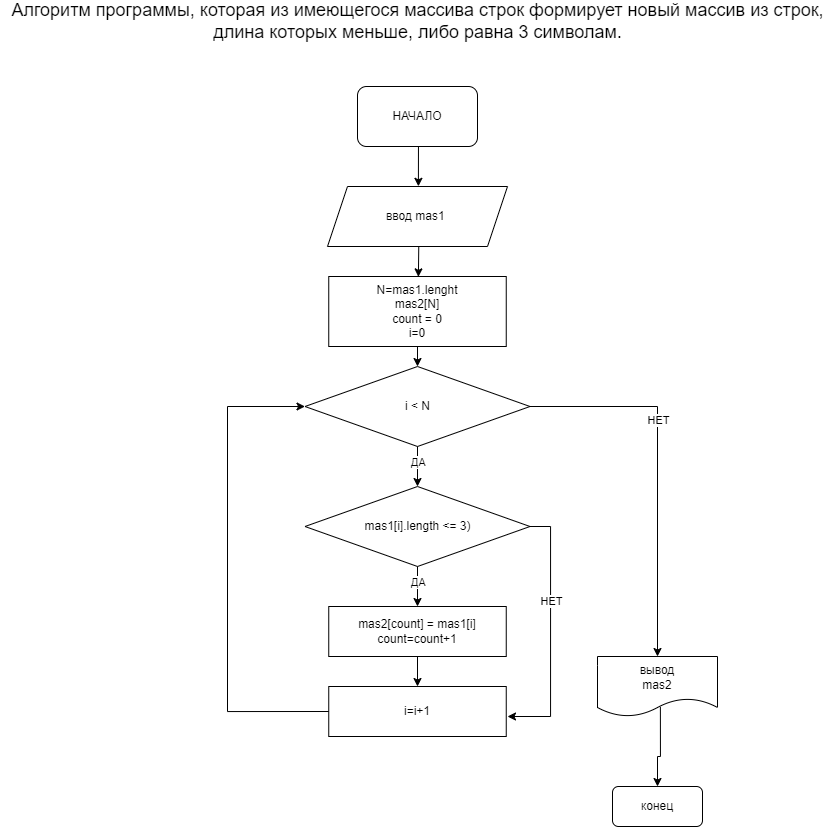 Алгоритм программы, которая из имеющегося массива строк формирует новый массив из строк,
длина которых меньше, либо равна 3 символам.
НАЧАЛО
ввод mas1
N=mas1.lenght
mas2[N]
count = 0
i=0
i < N
НЕТ
ДА
mas1[i].length <= 3)
ДА
НЕТ
mas2[count] = mas1[i]
count=count+1
i=i+1
вывод
mas2
конец